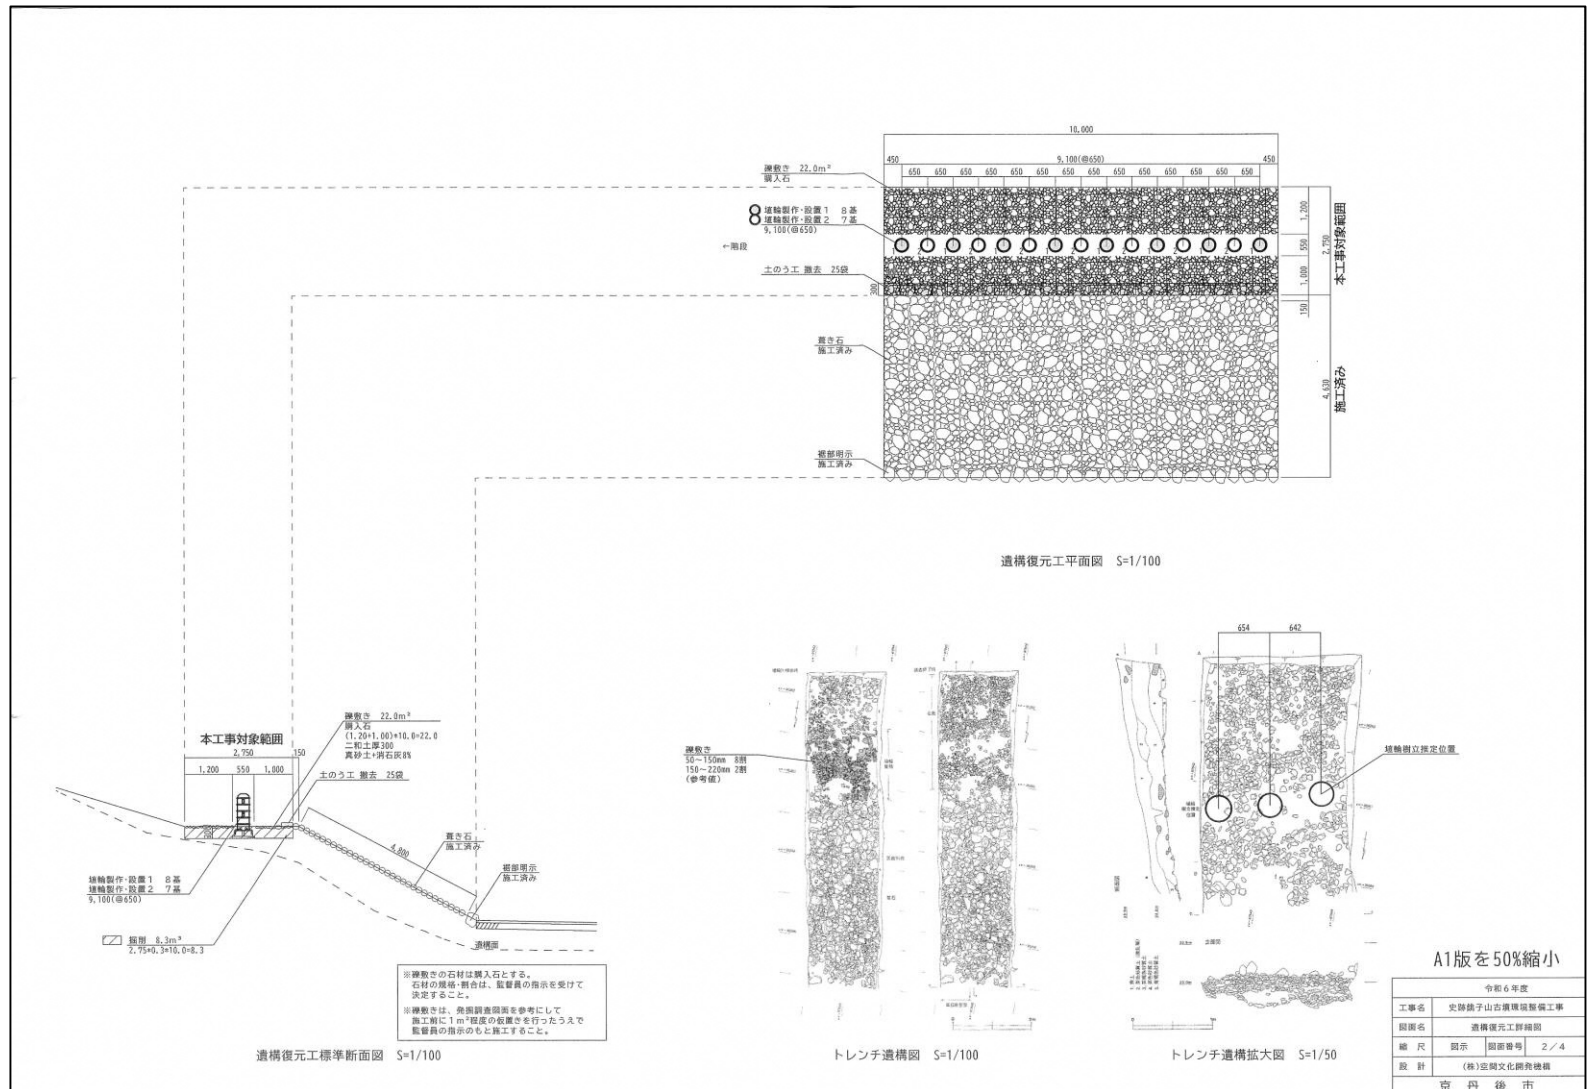 10,000
450 9,100(@650) 450
650 650 650 650 650 650 650 650 650 650 650 650 650 650
礫敷き 22.0m²
購入石
埴輪製作・設置1 8基
埴輪製作・設置2 7基
9,100(@650)
←階段
土のう工 撤去 25袋
300
1,200
550
1,000
2,750
本工事対象範囲
150
葺き石
施工済み
4,630
施工済み
裾部明示
施工済み
遺構復元工平面図 S=1/100
本工事対象範囲
2,750 150
1,200 550 1,000
礫敷き 22.0m²
購入石
(1.20+1.00)*10.0=22.0
二和土厚300
真砂土+消石灰8%
土のう工 撤去 25袋
4,900
葺き石
施工済み
裾部明示
施工済み
埴輪製作・設置1 8基
埴輪製作・設置2 7基
9,100(@650)
掘削 8.3m³
2.75*0.3*10.0=8.3
遺構面
※礫敷きの石材は購入石とする。
石材の規格・割合は、監督員の指示を受けて
決定すること。
※礫敷きは、発掘調査図面を参考にして
施工前に1m²程度の仮置きを行ったうえで
監督員の指示のもと施工すること。
遺構復元工標準断面図 S=1/100
礫敷き
50~150mm 8割
150~220mm 2割
(参考値)
トレンチ遺構図 S=1/100
654 642
埴輪樹立推定位置
トレンチ遺構拡大図 S=1/50
A1版を50%縮小
令和6年度
工事名 史跡銚子山古墳環境整備工事
図面名 遺構復元工詳細図
縮尺 図示 図面番号 2/4
設計 (株)空間文化開発機構
京丹後市